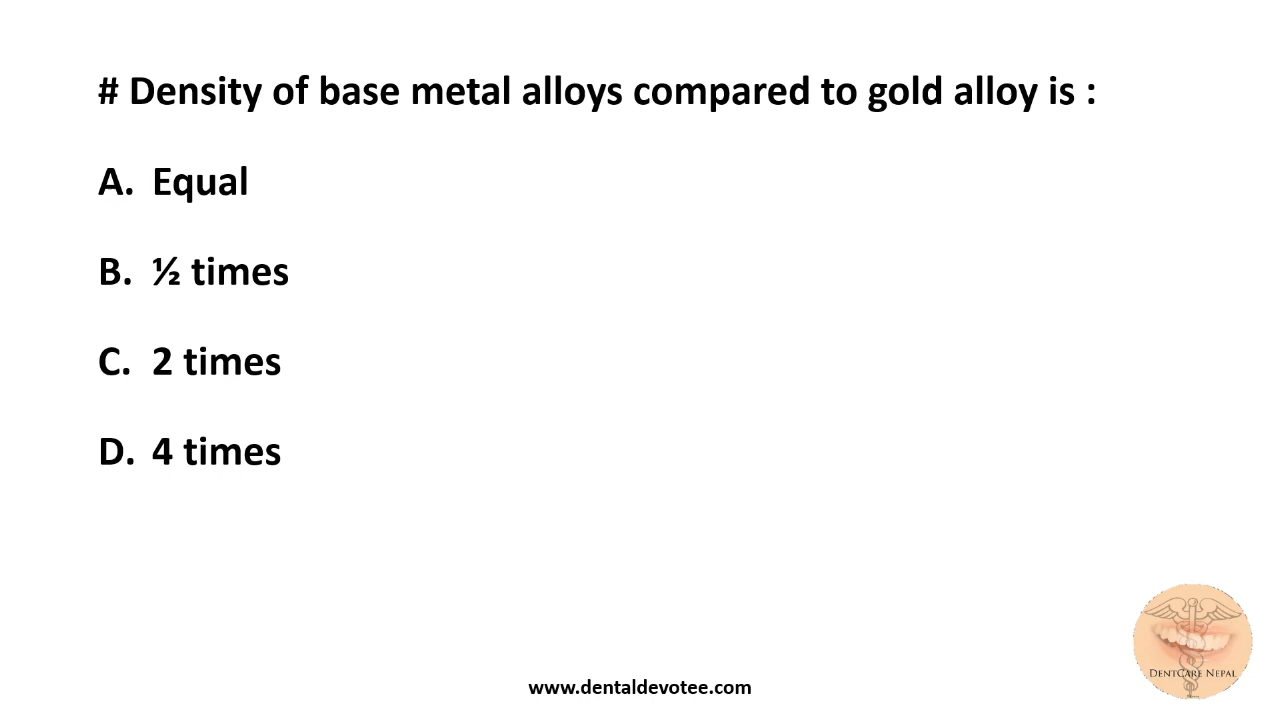 # Density of base metal alloys compared to gold alloy is :
A. Equal
B. ½ times
C. 2 times
D. 4 times
DentCare Nepal
www.dentaldevotee.com